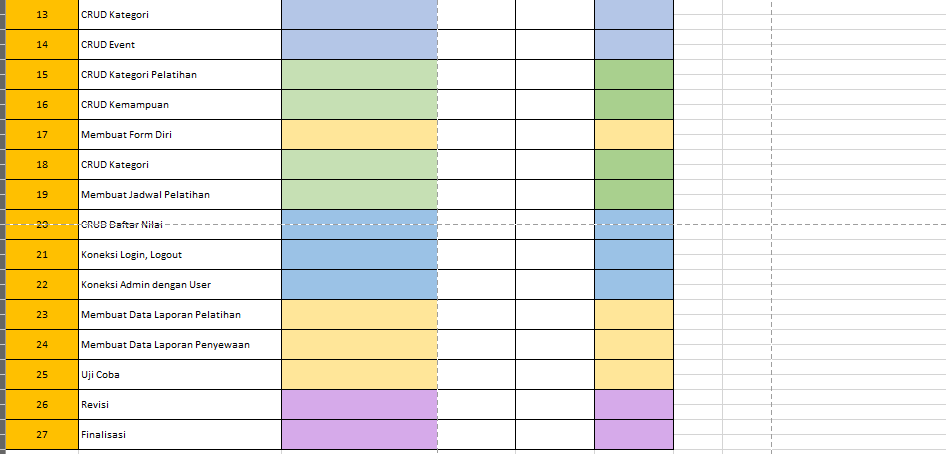 13 CRUD Kategori
14 CRUD Event
15 CRUD Kategori Pelatihan
16 CRUD Kemampuan
17 Membuat Form Diri
18 CRUD Kategori
19 Membuat Jadwal Pelatihan
20 CRUD Daftar Nilai
21 Koneksi Login, Logout
22 Koneksi Admin dengan User
23 Membuat Data Laporan Pelatihan
24 Membuat Data Laporan Penyewaan
25 Uji Coba
26 Revisi
27 Finalisasi